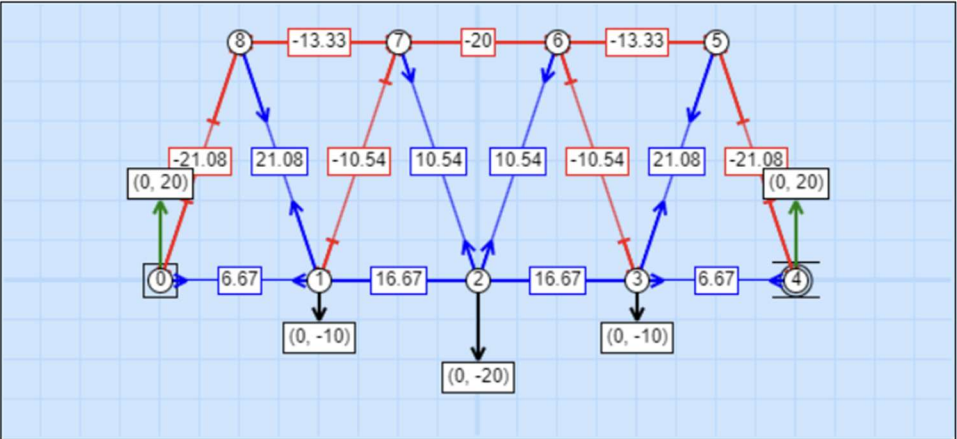 8 -13.33 7 -20 6 -13.33 5
-21.08 21.08 -10.54 10.54 10.54 -10.54 21.08 -21.08
(0, 20) (0, 20)
0 6.67 1 16.67 2 16.67 3 6.67 4
(0, -10) (0, -10)
(0, -20)